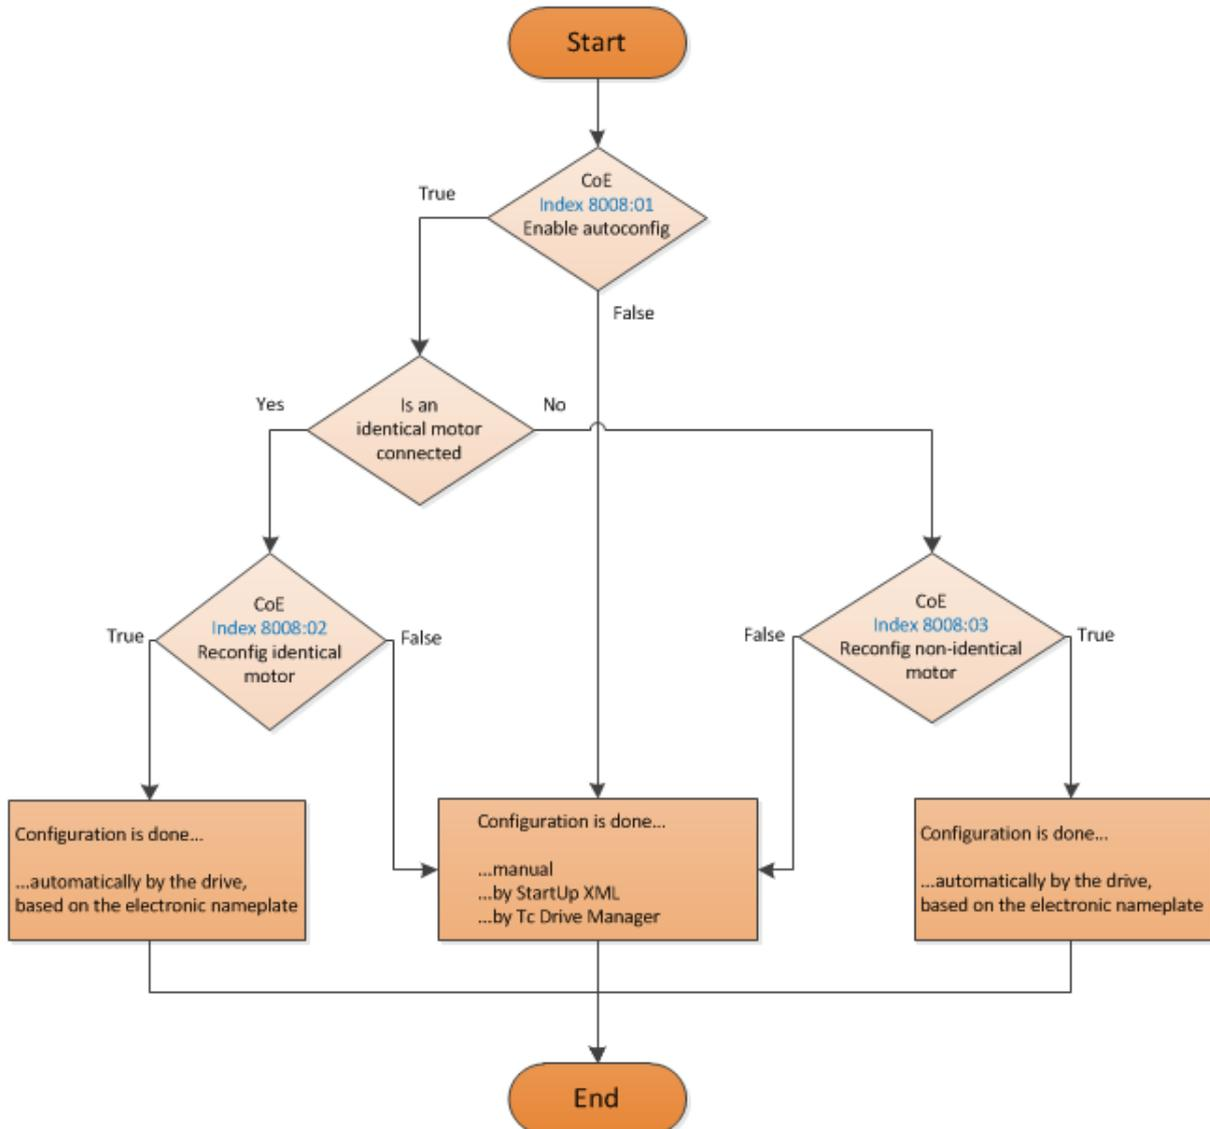 Start
CoE
Index 8008:01
Enable autoconfig
True
False
Is an
identical motor
connected
Yes
No
CoE
Index 8008:02
Reconfig identical
motor
True
False
CoE
Index 8008:03
Reconfig non-identical
motor
False
True
Configuration is done...
...automatically by the drive,
based on the electronic nameplate
Configuration is done...
...manual
...by StartUp XML
...by Tc Drive Manager
Configuration is done...
...automatically by the drive,
based on the electronic nameplate
End